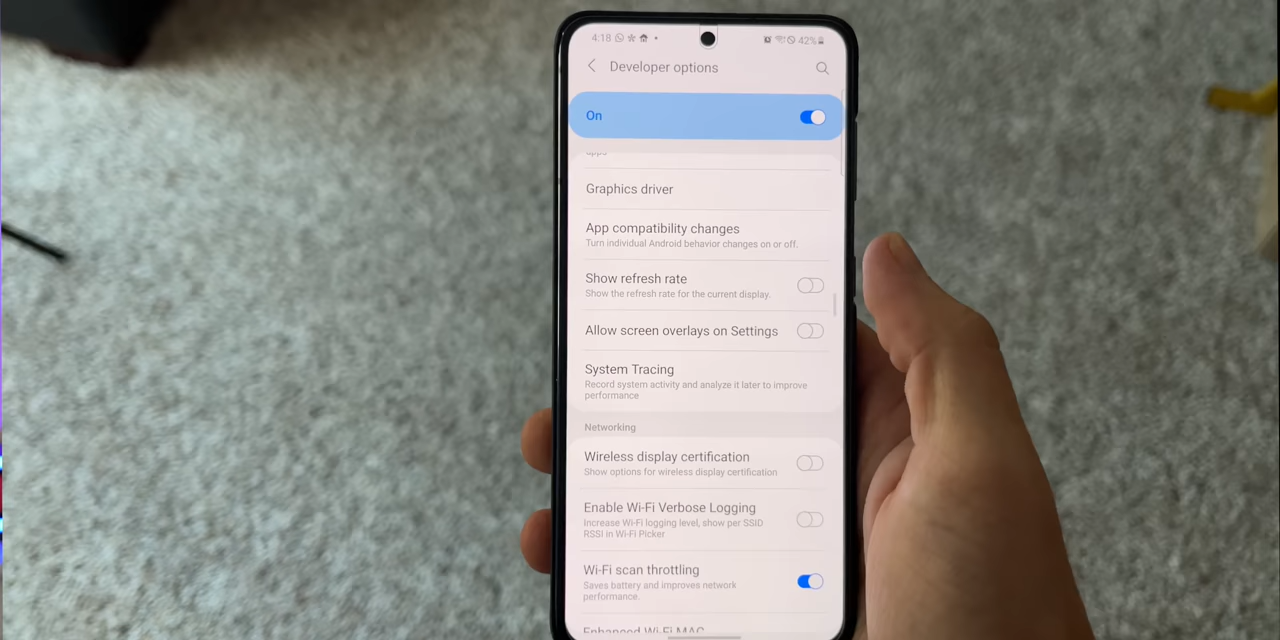 4:18 42%
Developer options
On
apps
Graphics driver
App compatibility changes
Turn individual Android behavior changes on or off.
Show refresh rate
Show the refresh rate for the current display.
Allow screen overlays on Settings
System Tracing
Record system activity and analyze it later to improve
performance
Networking
Wireless display certification
Show options for wireless display certification
Enable Wi-Fi Verbose Logging
Increase Wi-Fi logging level, show per SSID
RSSI in Wi-Fi Picker
Wi-Fi scan throttling
Saves battery and improves network
performance.
Enhanced Wi-Fi MAC